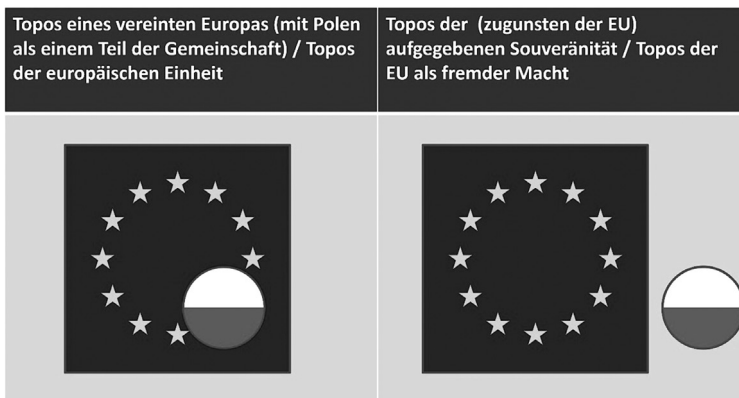 Topos eines vereinten Europas (mit Polen
als einem Teil der Gemeinschaft) / Topos
der europäischen Einheit
Topos der (zugunsten der EU)
aufgegebenen Souveränität / Topos der
EU als fremder Macht